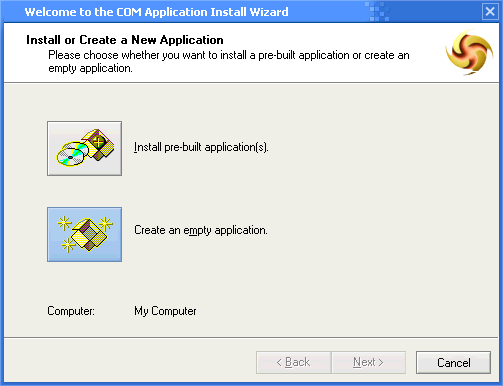 Welcome to the COM Application Install Wizard
Install or Create a New Application
Please choose whether you want to install a pre-built application or create an
empty application.
Install pre-built application(s).
Create an empty application.
Computer: My Computer
< Back Next > Cancel